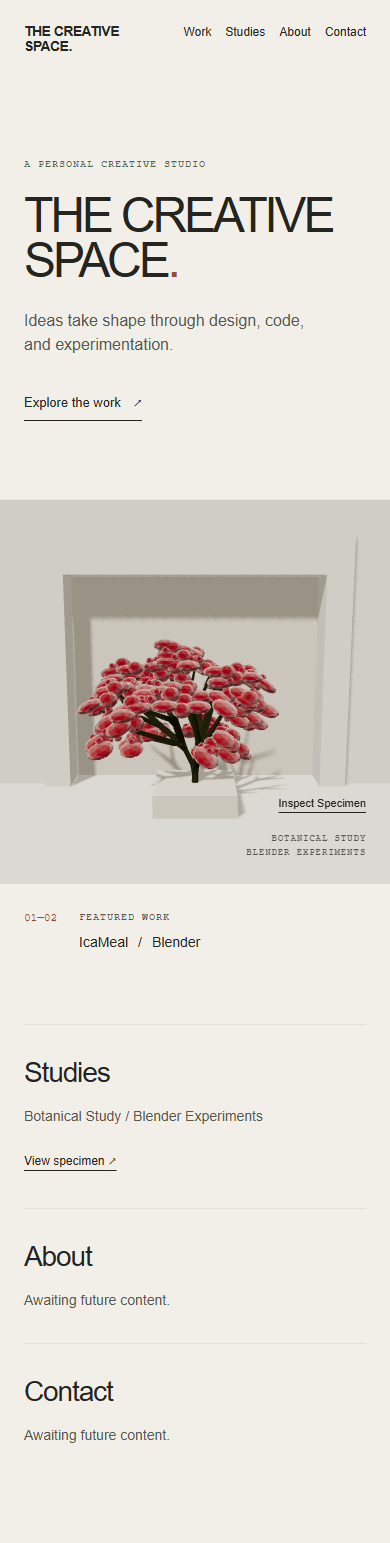 THE CREATIVE
SPACE.
Work Studies About Contact
A PERSONAL CREATIVE STUDIO
THE CREATIVE
SPACE.
Ideas take shape through design, code,
and experimentation.
Explore the work ↗
Inspect Specimen
BOTANICAL STUDY
BLENDER EXPERIMENTS
01—02 FEATURED WORK
IcaMeal / Blender
Studies
Botanical Study / Blender Experiments
View specimen ↗
About
Awaiting future content.
Contact
Awaiting future content.